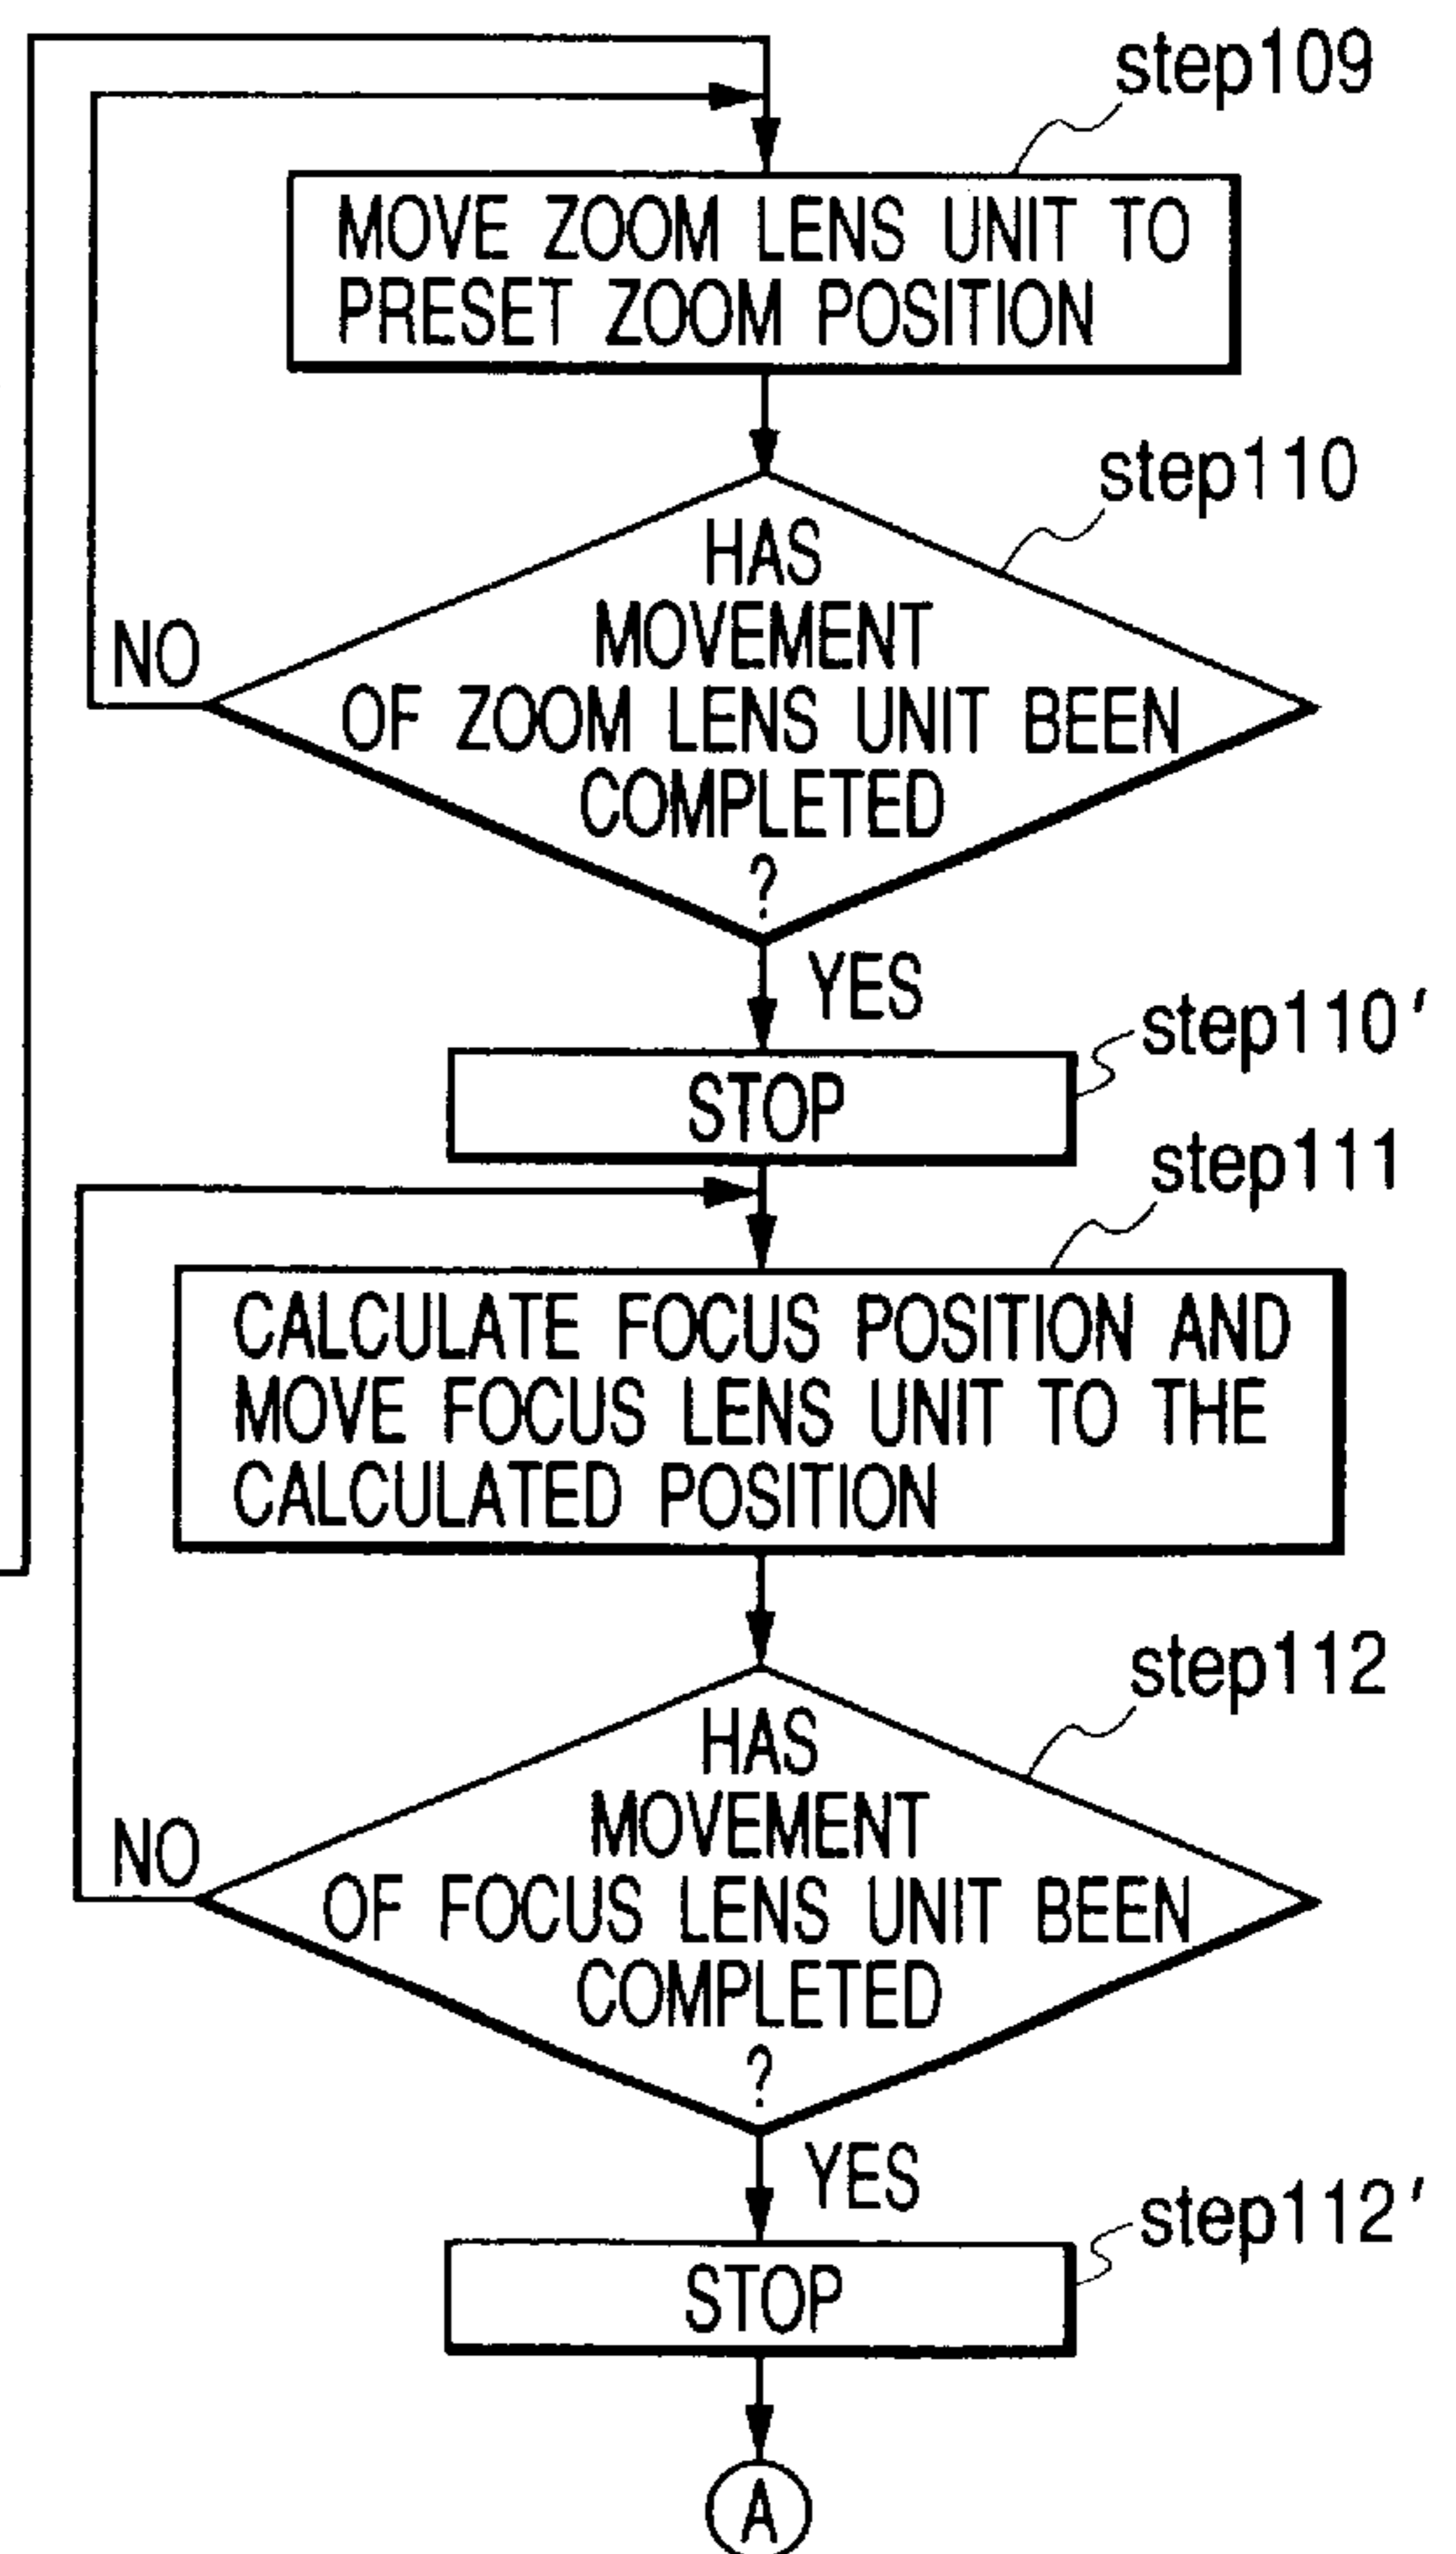 step109
MOVE ZOOM LENS UNIT TO
PRESET ZOOM POSITION
step110
HAS
MOVEMENT
OF ZOOM LENS UNIT BEEN
COMPLETED
?
NO
YES
step110'
STOP
step111
CALCULATE FOCUS POSITION AND
MOVE FOCUS LENS UNIT TO THE
CALCULATED POSITION
step112
HAS
MOVEMENT
OF FOCUS LENS UNIT BEEN
COMPLETED
?
NO
YES
step112'
STOP
A